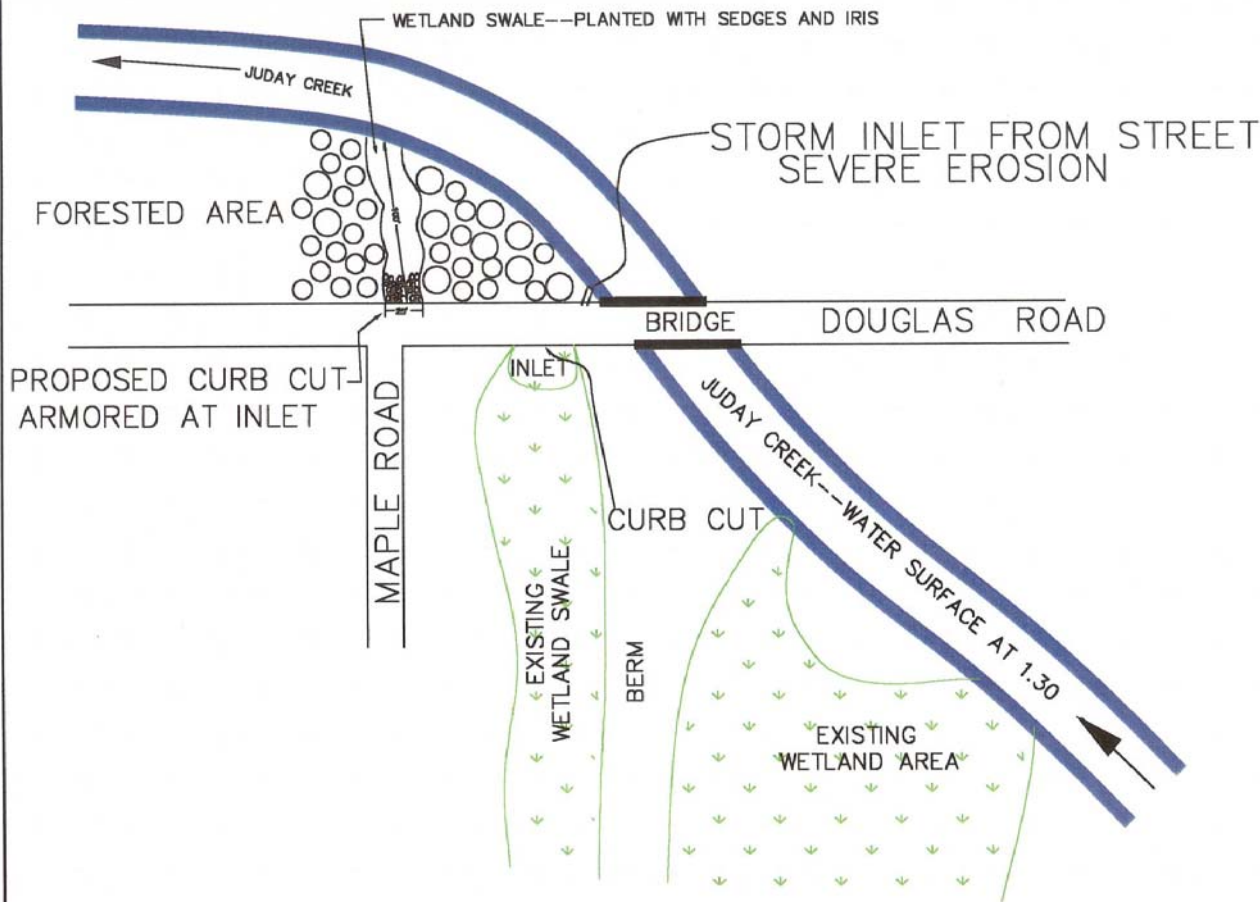 WETLAND SWALE--PLANTED WITH SEDGES AND IRIS
JUDAY CREEK
STORM INLET FROM STREET
SEVERE EROSION
FORESTED AREA
BRIDGE
DOUGLAS ROAD
PROPOSED CURB CUT
ARMORED AT INLET
INLET
MAPLE ROAD
CURB CUT
JUDAY CREEK---WATER SURFACE AT 1.30
EXISTING
WETLAND SWALE
BERM
EXISTING
WETLAND AREA